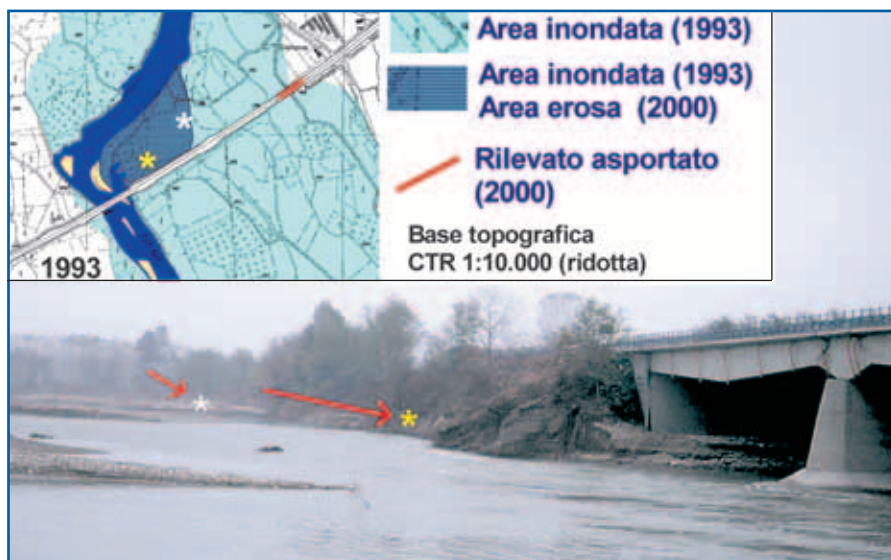 Area inondata (1993)
Area inondata (1993)
Area erosa (2000)
Rilevato asportato
(2000)
Base topografica
CTR 1:10.000 (ridotta)
1993